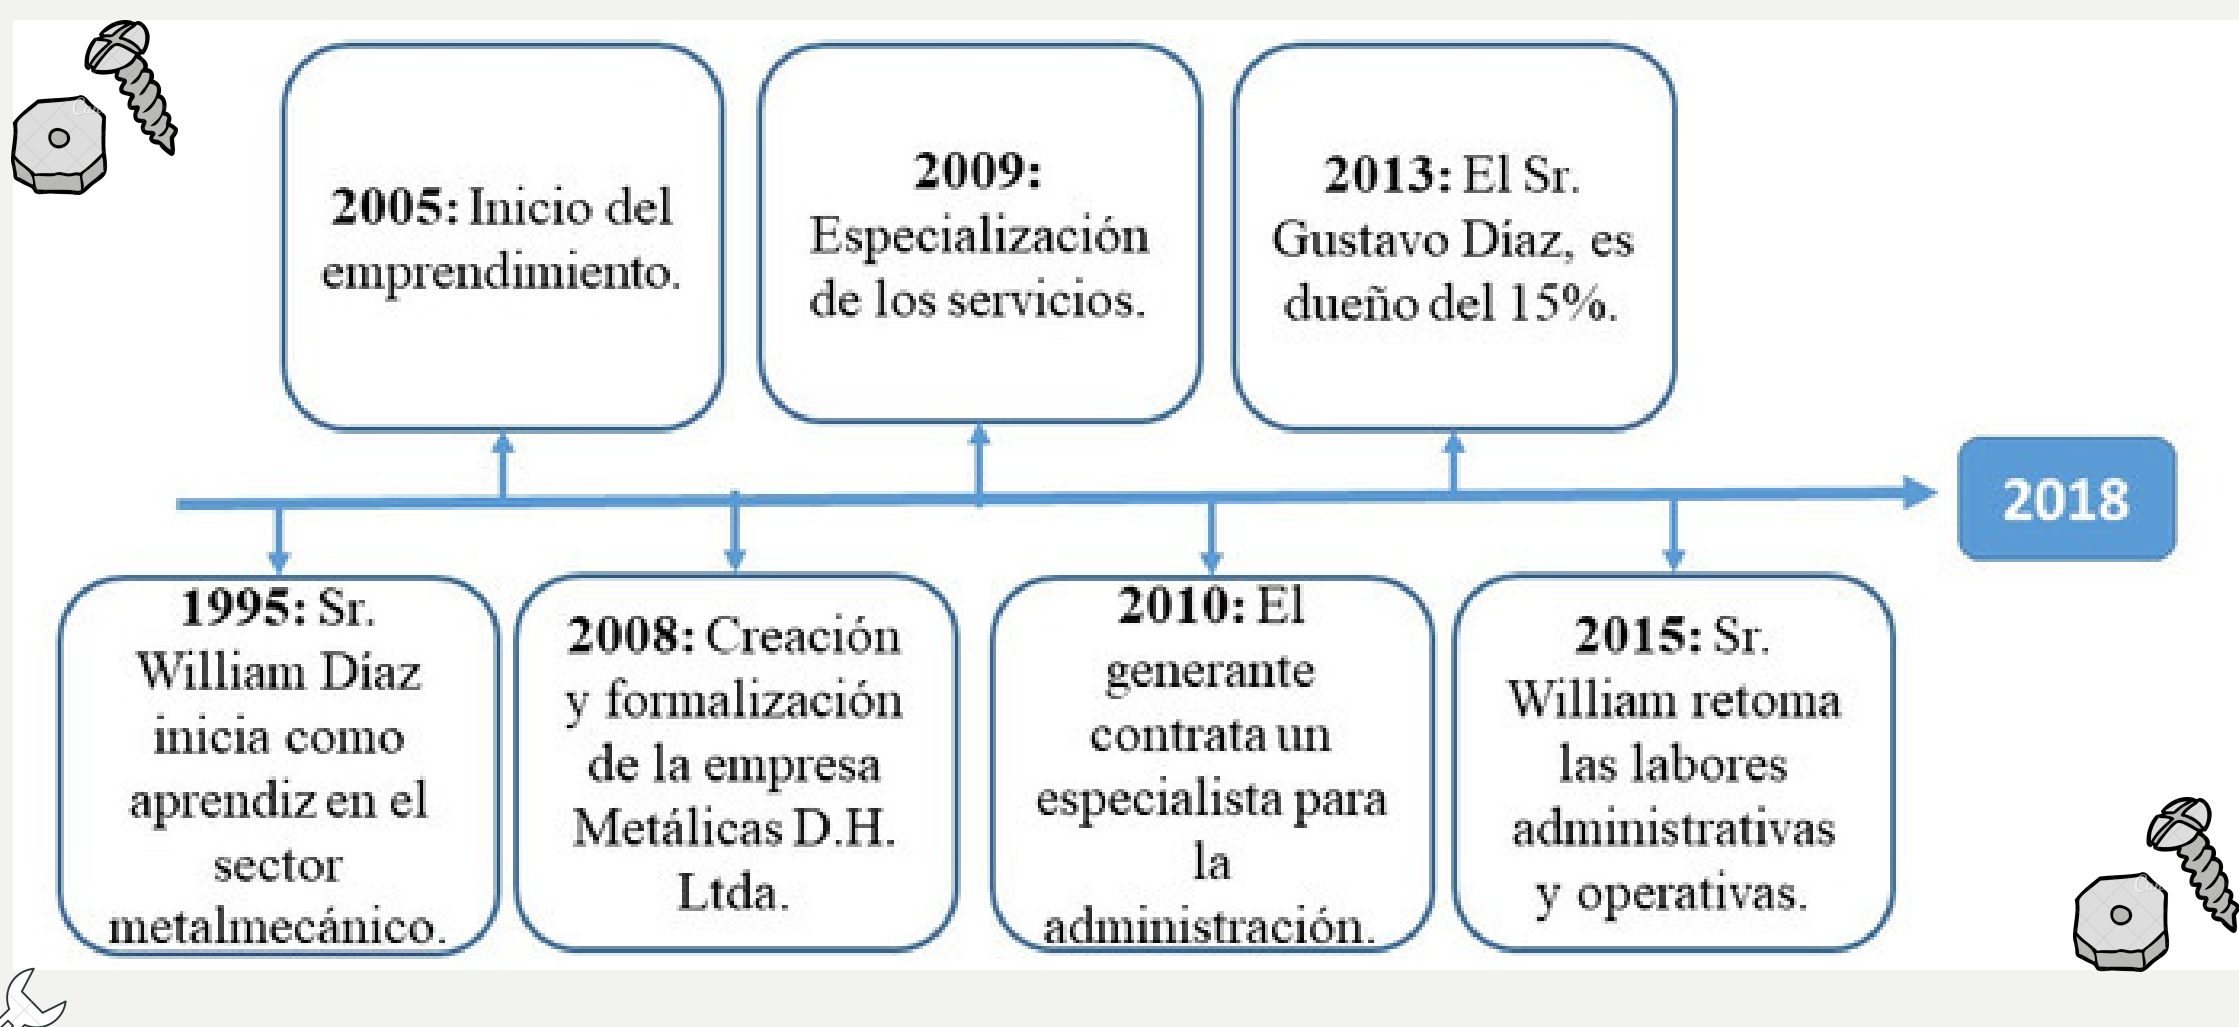 2005: Inicio del
emprendimiento.
2009:
Especialización
de los servicios.
2013: El Sr.
Gustavo Díaz, es
dueño del 15%.
2018
1995: Sr.
William Díaz
inicia como
aprendiz en el
sector
metalmecánico.
2008: Creación
y formalización
de la empresa
Metálicas D.H.
Ltda.
2010: El
generante
contrata un
especialista para
la
administración.
2015: Sr.
William retoma
las labores
administrativas
y operativas.